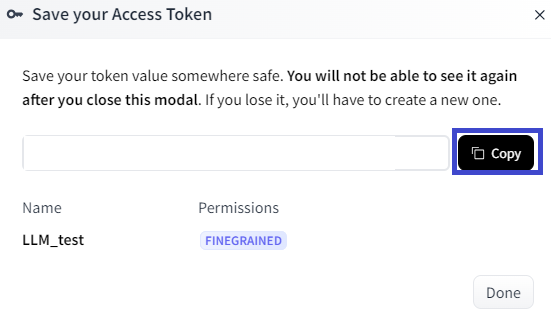 Save your Access Token
Save your token value somewhere safe. You will not be able to see it again
after you close this modal. If you lose it, you'll have to create a new one.
Copy
Name Permissions
LLM_test FINEGRAINED
Done